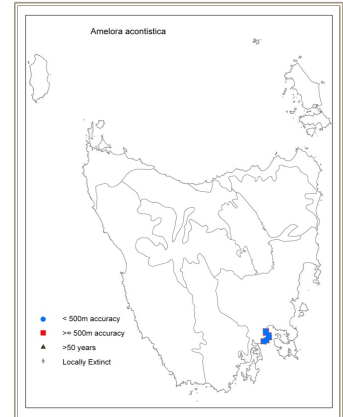 Amelora acontistica
< 500m accuracy
>= 500m accuracy
>50 years
Locally Extinct